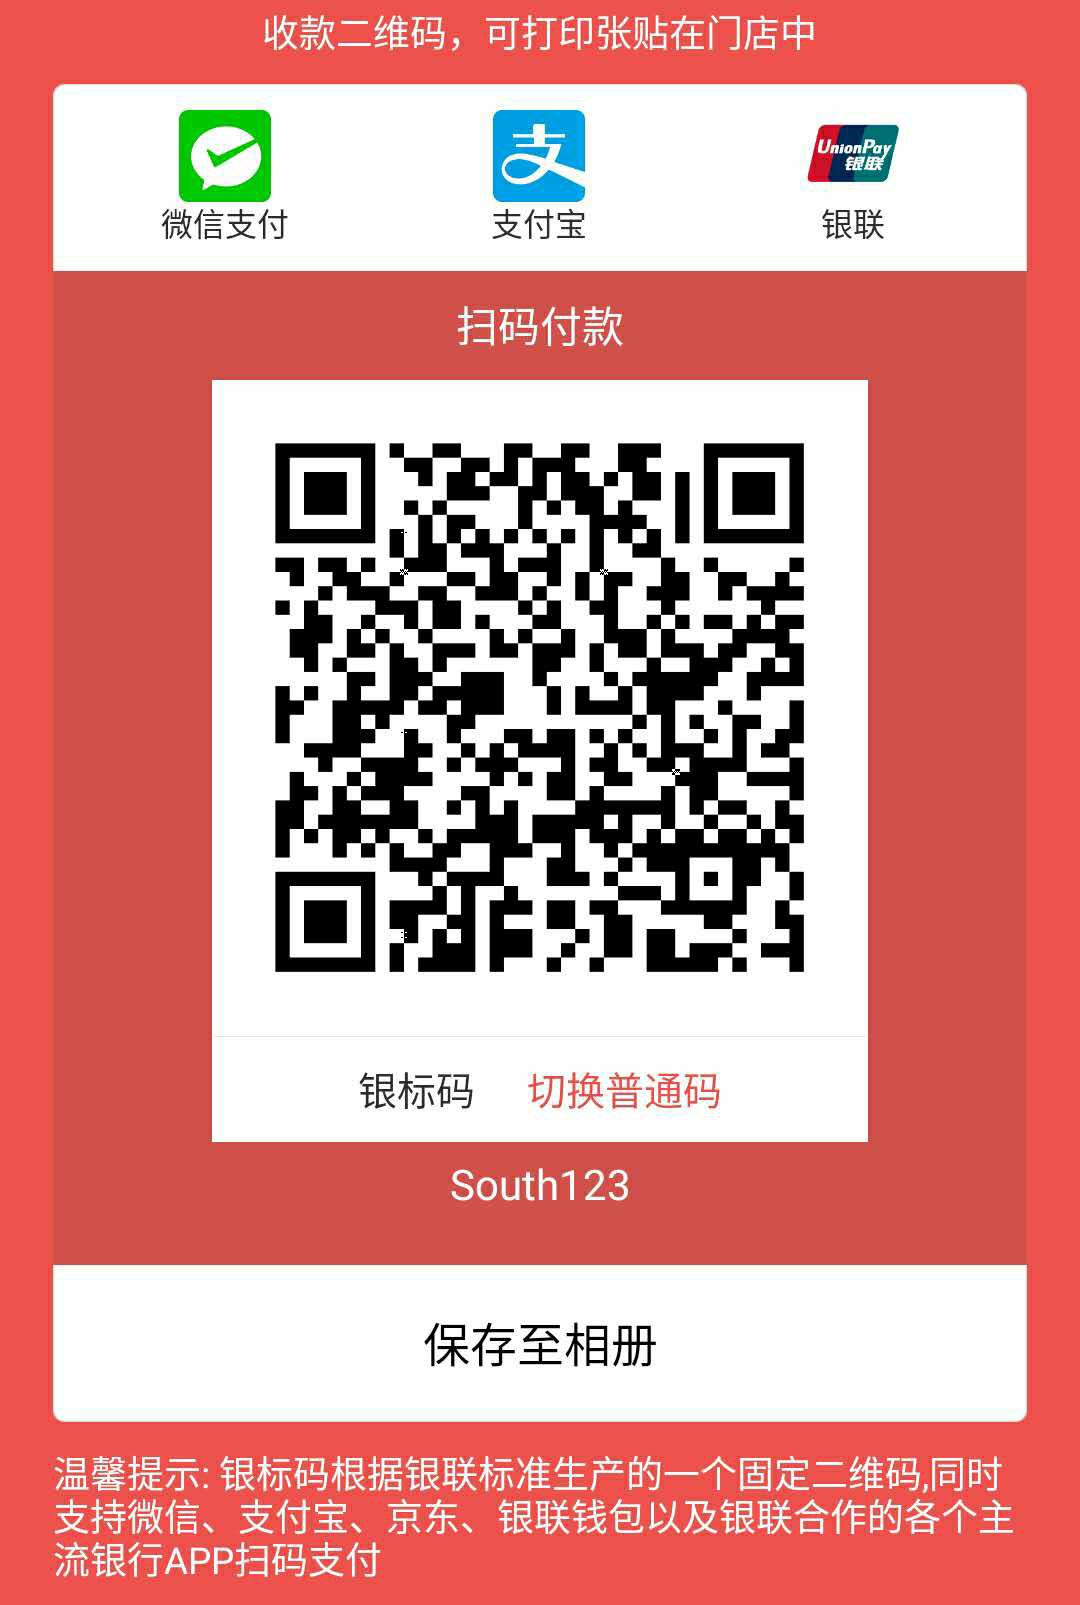 收款二维码，可打印张贴在门店中
支
UnionPay
银联
微信支付
支付宝
银联
扫码付款
银标码
切换普通码
South123
保存至相册
温馨提示: 银标码根据银联标准生产的一个固定二维码,同时
支持微信、支付宝、京东、银联钱包以及银联合作的各个主
流银行APP扫码支付